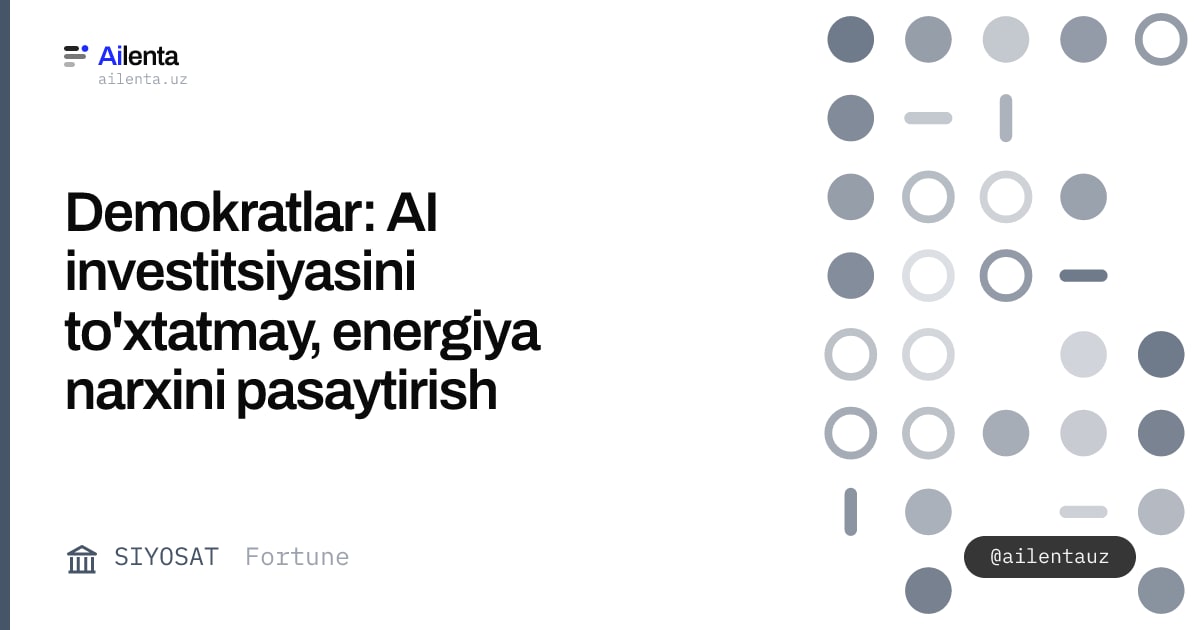 Ailenta
ailenta.uz
Demokratlar: AI
investitsiyasini
to'xtatmay, energiya
narxini pasaytirish
SIYOSAT Fortune
@ailentauz